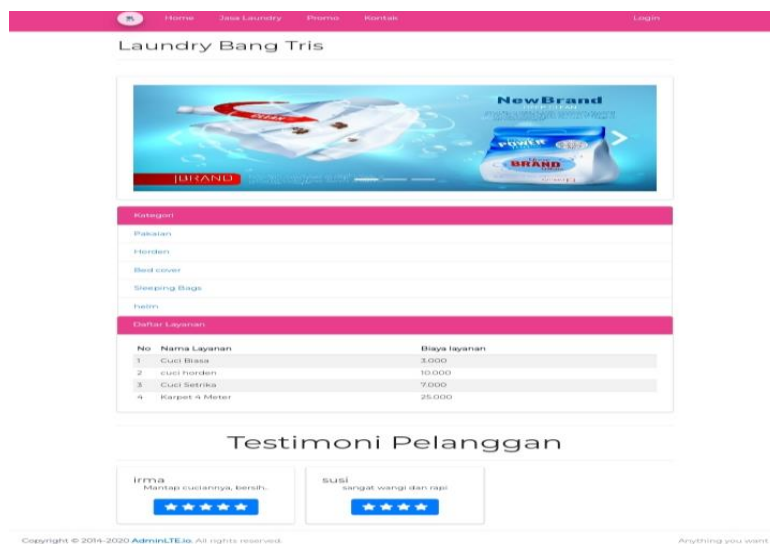 Home Jasa Laundry Promo Kontak Login
Laundry Bang Tris
NewBrand
CLEAN
POWER
BRAND
|BRAND
Kategori
Pakaian
Horden
Bed cover
Sleeping Bags
helm
Daftar Layanan
No Nama Layanan Biaya layanan
1 Cuci Biasa 3.000
2 cuci horden 10.000
3 Cuci Setrika 7.000
4 Karpet 4 Meter 25.000
Testimoni Pelanggan
irma
Mantap cuciannya, bersih.
susi
sangat wangi dan rapi
Copyright © 2014-2020 AdminLTE.io. All rights reserved. Anything you want